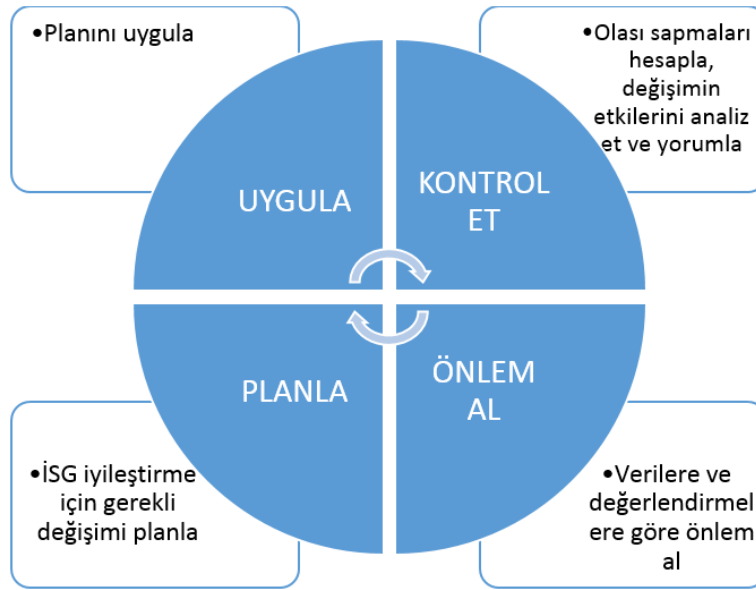 •Planını uygula
•Olası sapmaları
hesapla,
değişimin
etkilerini analiz
et ve yorumla
UYGULA
KONTROL
ET
PLANLA
ÖNLEM
AL
•İSG iyileştirme
için gerekli
değişimi planla
•Verilere ve
değerlendirmel
ere göre önlem
al